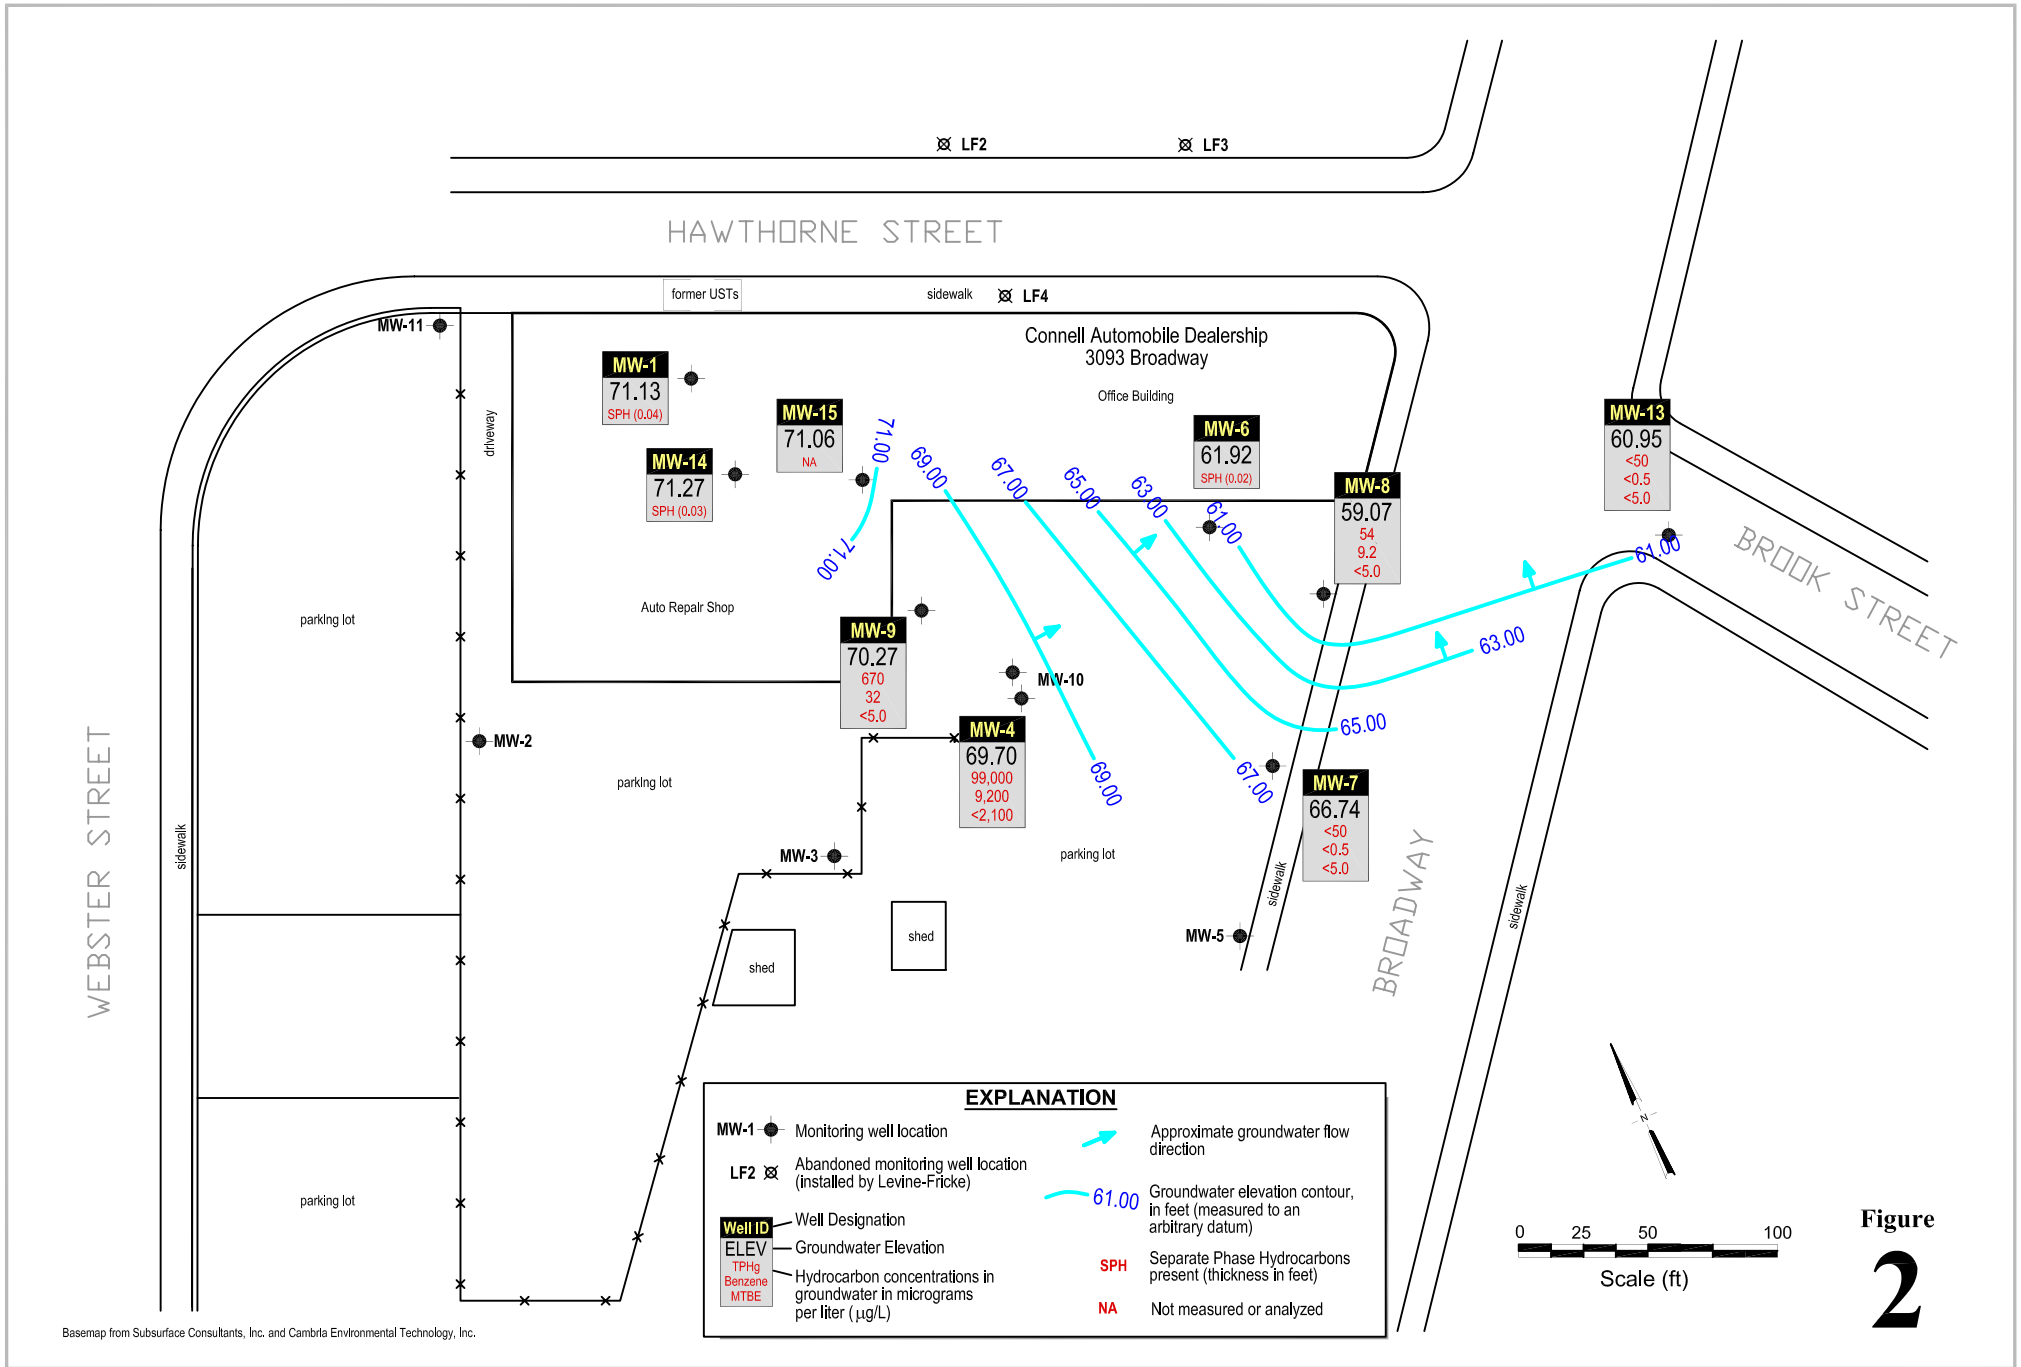 LF2
LF3
HAWTHORNE STREET
former USTs
sidewalk
LF4
MW-11
Connell Automobile Dealership
3093 Broadway
Office Building
MW-1
71.13
SPH (0.04)
MW-15
71.06
NA
MW-14
71.27
SPH (0.03)
driveway
71.00
71.00
69.00
67.00
65.00
63.00
61.00
MW-6
61.92
SPH (0.02)
MW-8
59.07
54
9.2
<5.0
MW-13
60.95
<50
<0.5
<5.0
61.00
BROOK STREET
63.00
65.00
67.00
69.00
parking lot
Auto Repair Shop
MW-9
70.27
670
32
<5.0
MW-10
MW-4
69.70
99,000
9,200
<2,100
MW-2
parking lot
MW-7
66.74
<50
<0.5
<5.0
MW-3
parking lot
WEBSTER STREET
sidewalk
shed
shed
MW-5
sidewalk
BROADWAY
sidewalk
parking lot
EXPLANATION
MW-1
Monitoring well location
LF2
Abandoned monitoring well location
(installed by Levine-Fricke)
Well ID
ELEV
TPHg
Benzene
MTBE
Well Designation
Groundwater Elevation
Hydrocarbon concentrations in
groundwater in micrograms
per liter (µg/L)
Approximate groundwater flow
direction
61.00
Groundwater elevation contour,
in feet (measured to an
arbitrary datum)
SPH
Separate Phase Hydrocarbons
present (thickness in feet)
NA
Not measured or analyzed
N
0 25 50 100
Scale (ft)
Figure
2
Basemap from Subsurface Consultants, Inc. and Cambria Environmental Technology, Inc.